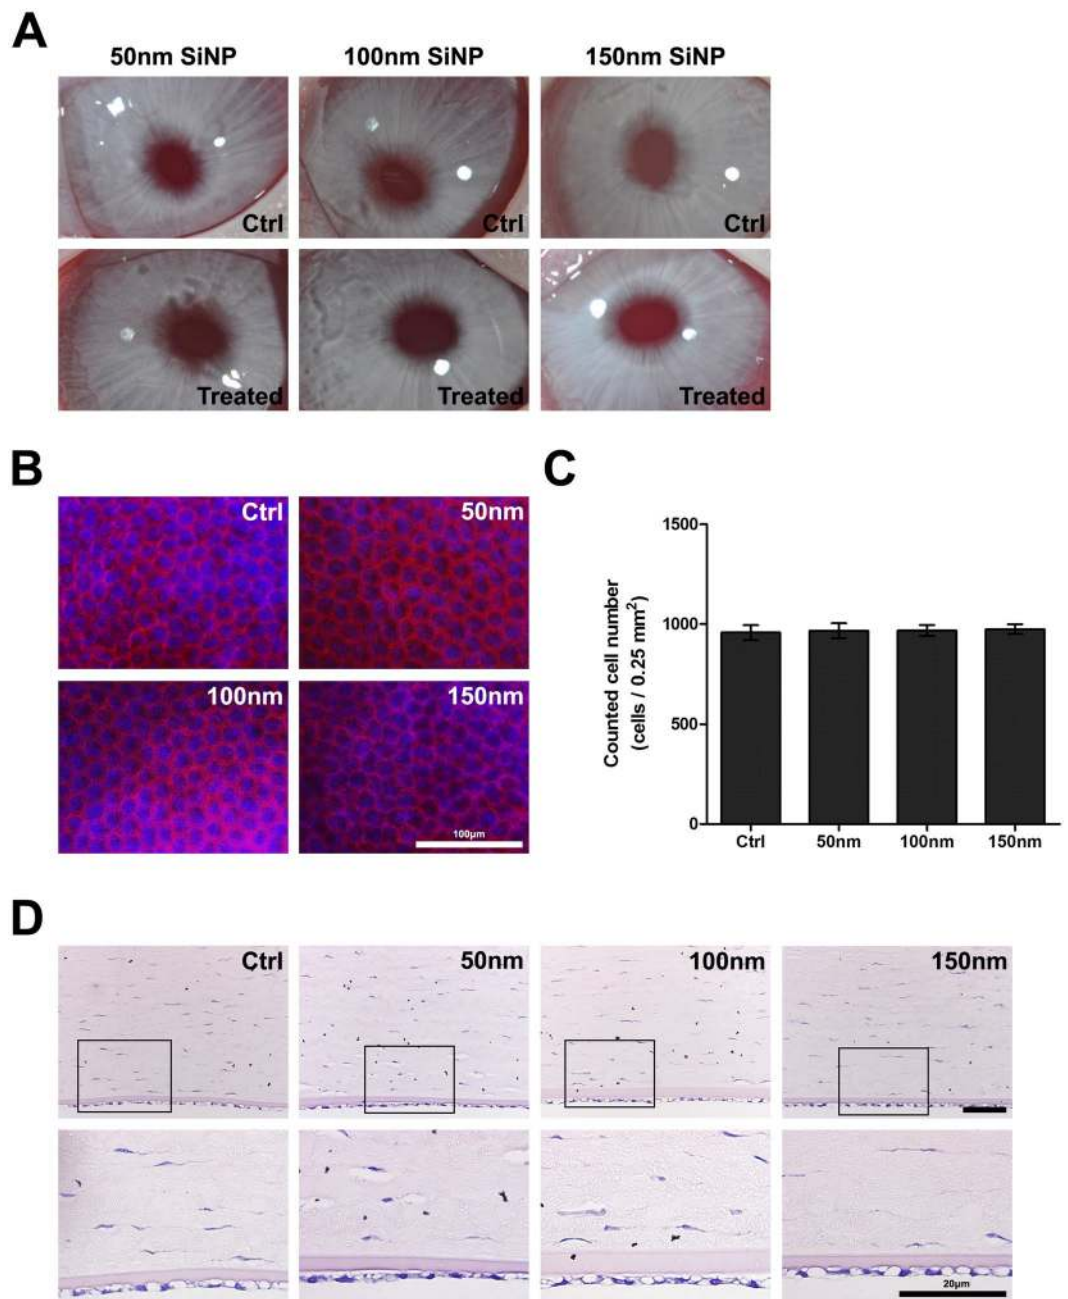 A
50nm SiNP 100nm SiNP 150nm SiNP
Ctrl Ctrl Ctrl
Treated Treated Treated
B
Ctrl 50nm
100nm 150nm
100µm
C
Counted cell number
(cells / 0.25 mm²)
1500
1000
500
0
Ctrl 50nm 100nm 150nm
D
Ctrl 50nm 100nm 150nm
20µm